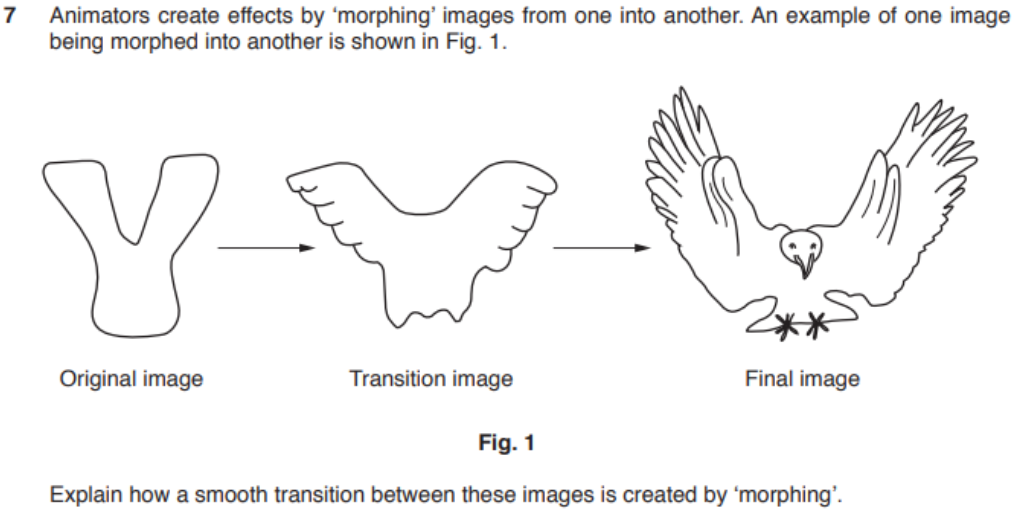 7 Animators create effects by ‘morphing’ images from one into another. An example of one image
being morphed into another is shown in Fig. 1.
Original image
Transition image
Final image
Fig. 1
Explain how a smooth transition between these images is created by ‘morphing’.